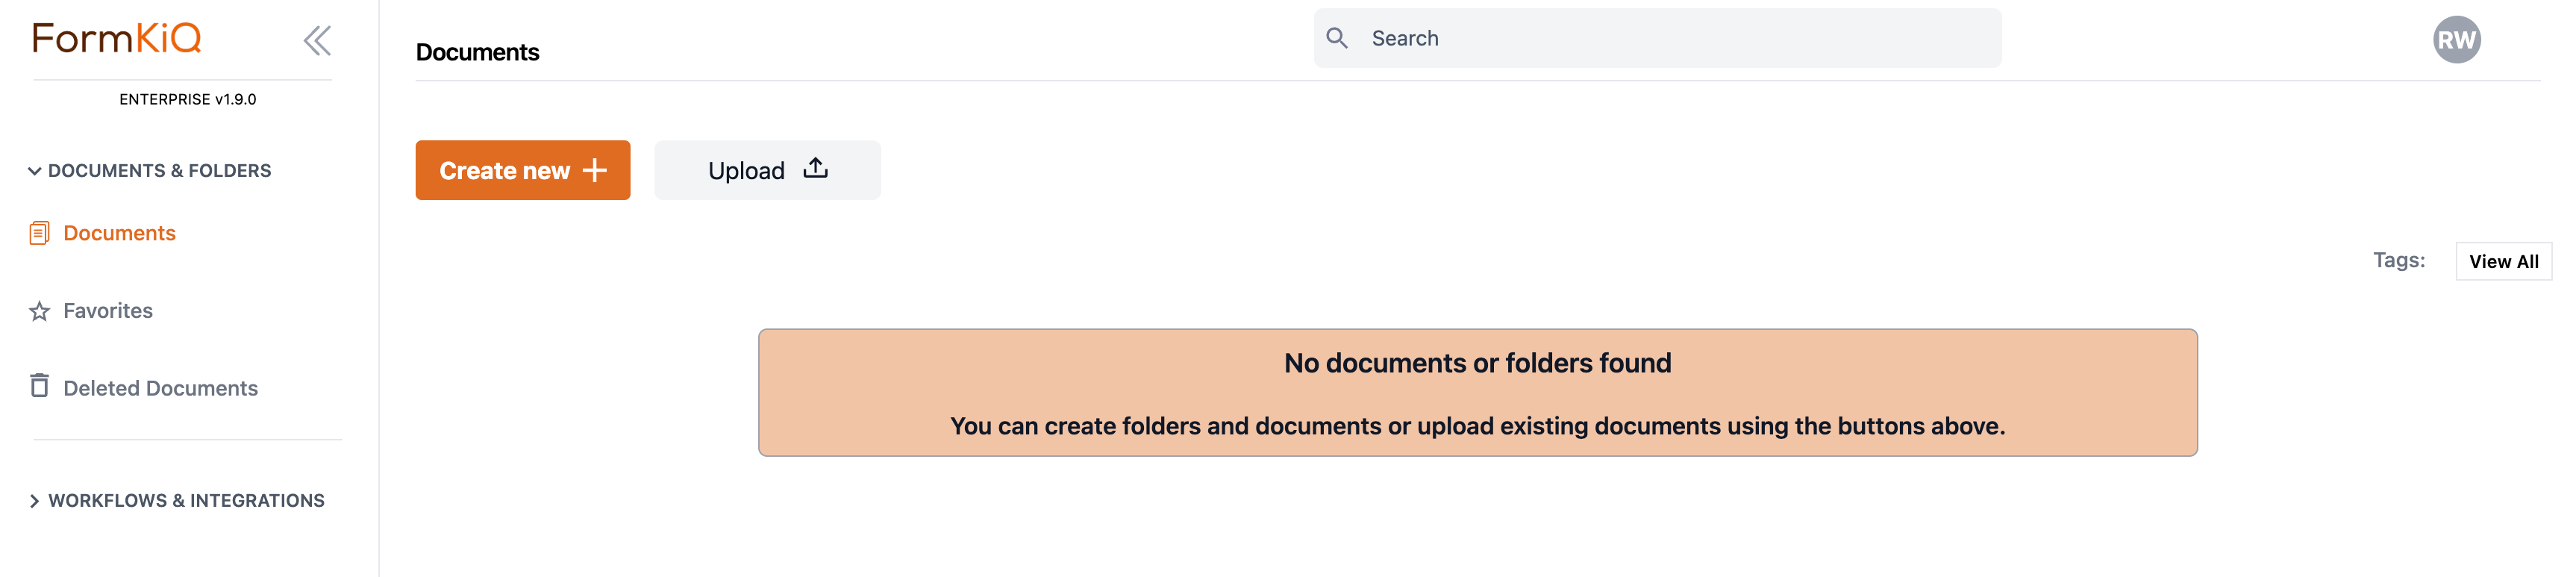 FormKiQ
ENTERPRISE v1.9.0
DOCUMENTS & FOLDERS
Documents
Favorites
Deleted Documents
WORKFLOWS & INTEGRATIONS
Documents
Search
RW
Create new
Upload
Tags:
View All
No documents or folders found
You can create folders and documents or upload existing documents using the buttons above.